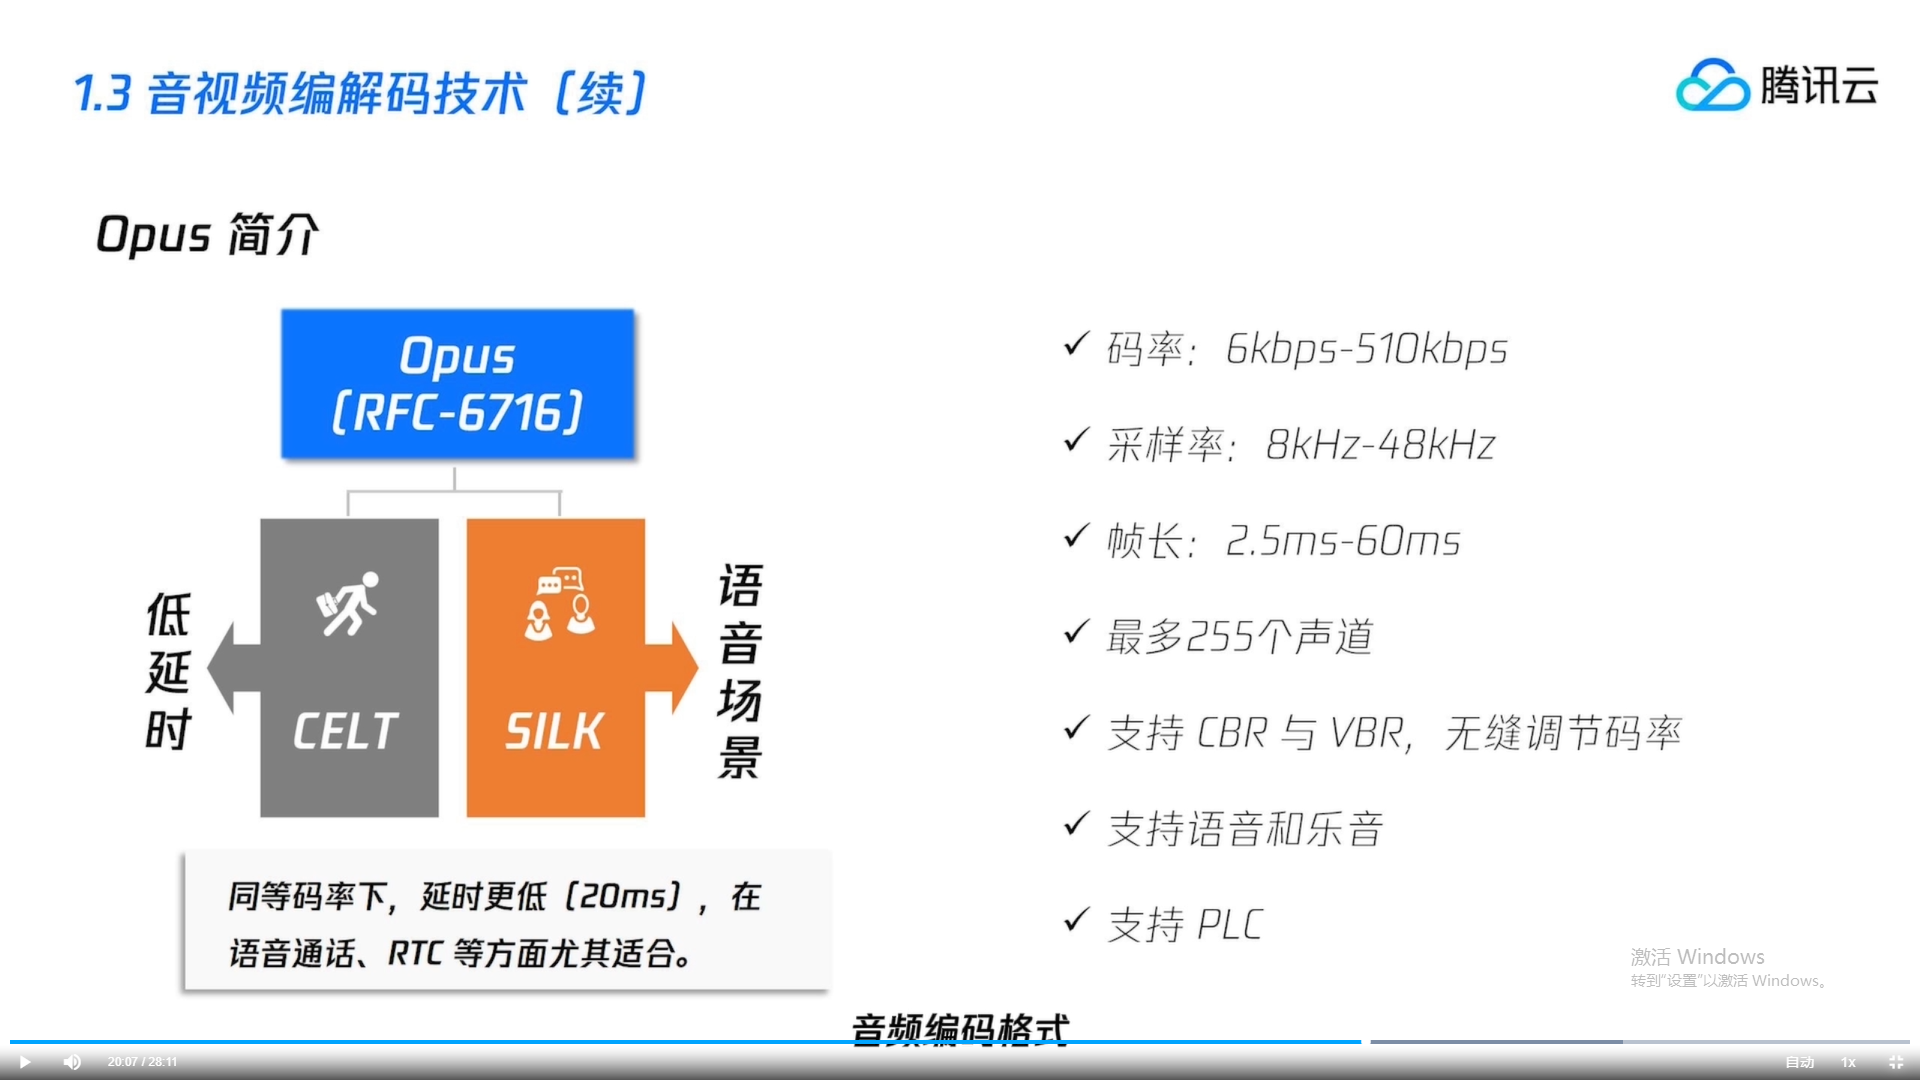 1.3 音视频编解码技术（续）
腾讯云
Opus 简介
Opus
(RFC-6716)
低延时
CELT
SILK
语音场景
同等码率下，延时更低（20ms），在
语音通话、RTC 等方面尤其适合。
码率：6kbps-510kbps
采样率：8kHz-48kHz
帧长：2.5ms-60ms
最多255个声道
支持 CBR 与 VBR，无缝调节码率
支持语音和乐音
支持 PLC
激活 Windows
转到“设置”以激活 Windows。
音频编码格式
20:07 / 28:11
自动
1x